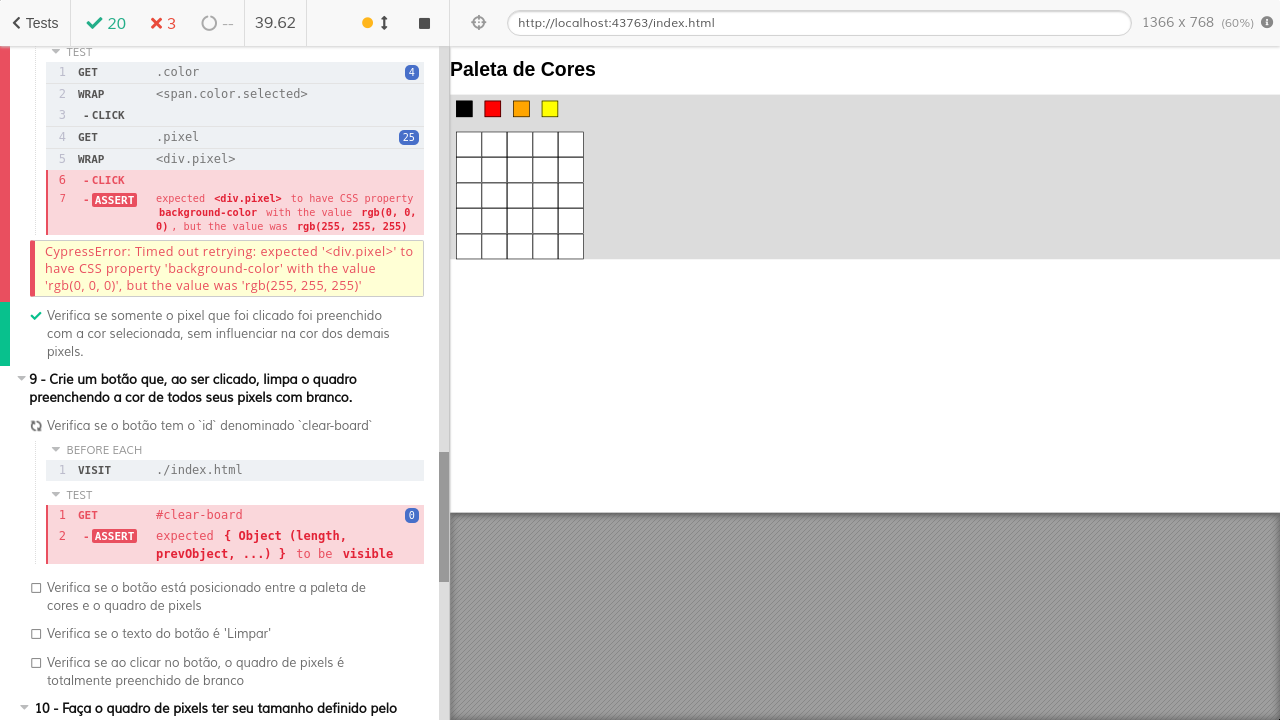 Tests
20
3
--
39.62
http://localhost:43763/index.html
1366 x 768 (60%)
TEST
1 GET .color 4
2 WRAP <span.color.selected>
3 - CLICK
4 GET .pixel 25
5 WRAP <div.pixel>
6 - CLICK
7 - ASSERT expected <div.pixel> to have CSS property
background-color with the value rgb(0, 0,
0), but the value was rgb(255, 255, 255)
CypressError: Timed out retrying: expected '<div.pixel>' to
have CSS property 'background-color' with the value
'rgb(0, 0, 0)', but the value was 'rgb(255, 255, 255)'
Verifica se somente o pixel que foi clicado foi preenchido
com a cor selecionada, sem influenciar na cor dos demais
pixels.
9 - Crie um botão que, ao ser clicado, limpa o quadro
preenchendo a cor de todos seus pixels com branco.
Verifica se o botão tem o `id` denominado `clear-board`
BEFORE EACH
1 VISIT ./index.html
TEST
1 GET #clear-board 0
2 - ASSERT expected { Object (length,
prevObject, ...) } to be visible
Verifica se o botão está posicionado entre a paleta de
cores e o quadro de pixels
Verifica se o texto do botão é 'Limpar'
Verifica se ao clicar no botão, o quadro de pixels é
totalmente preenchido de branco
10 - Faça o quadro de pixels ter seu tamanho definido pelo
Paleta de Cores